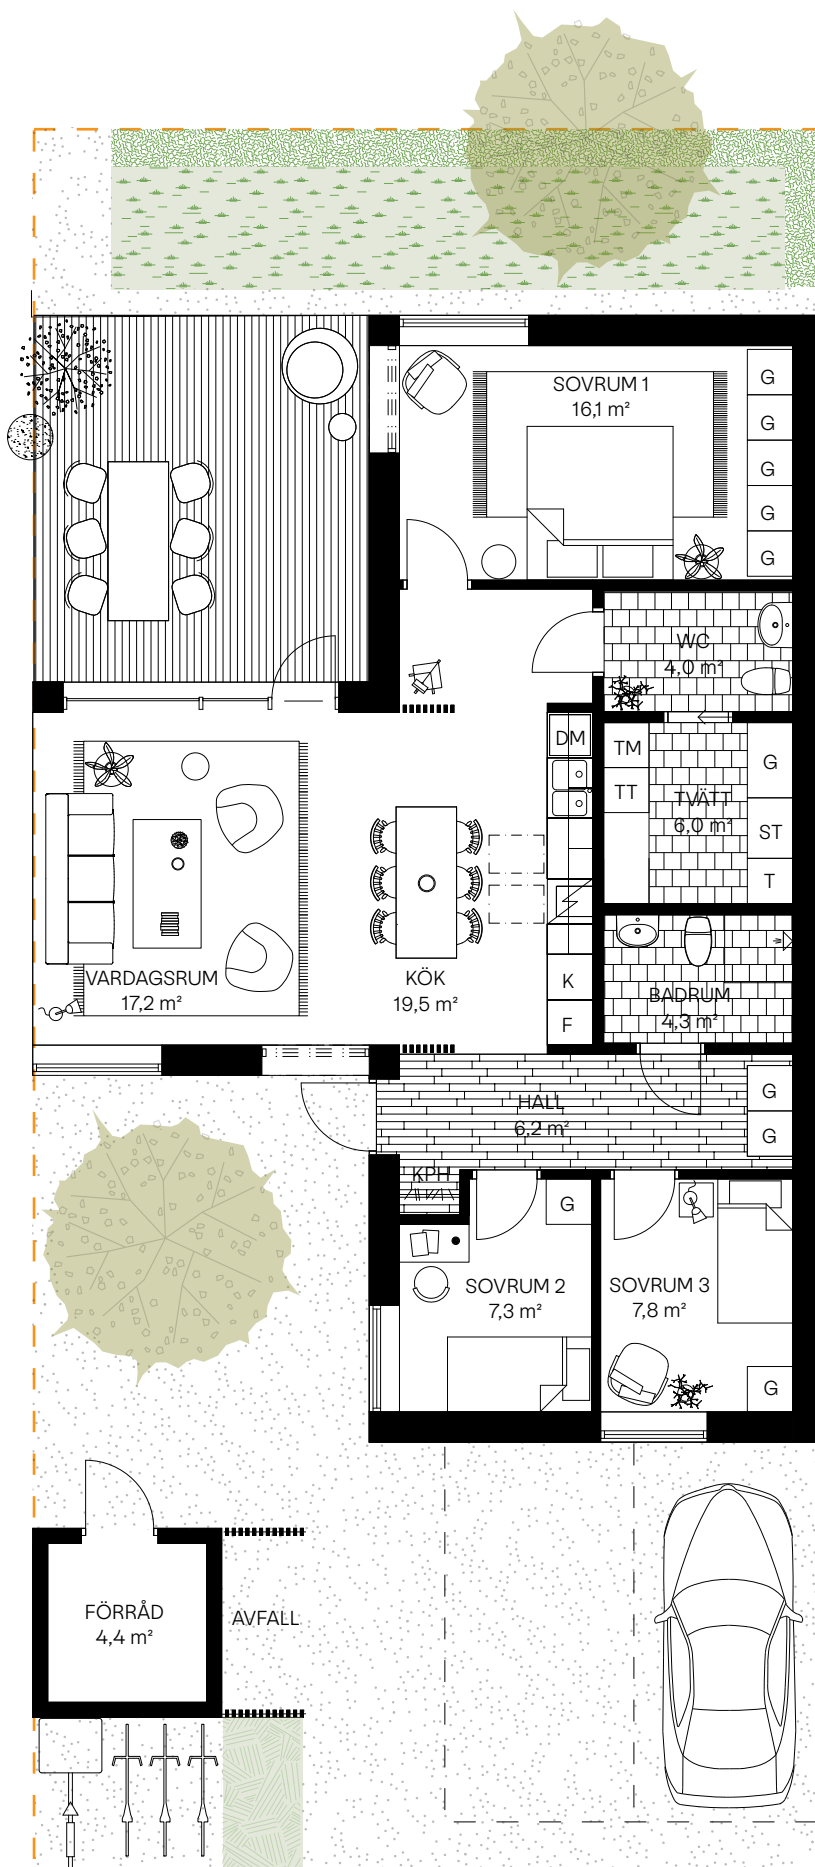 SOVRUM 1
16,1 m²
G
G
G
G
G
WC
4,0 m²
DM
TM
TT
TVÄTT
6,0 m²
G
ST
T
VARDAGSRUM
17,2 m²
KÖK
19,5 m²
K
F
BADRUM
4,3 m²
HALL
6,2 m²
G
G
KPH
G
SOVRUM 2
7,3 m²
SOVRUM 3
7,8 m²
G
FÖRRÅD
4,4 m²
AVFALL